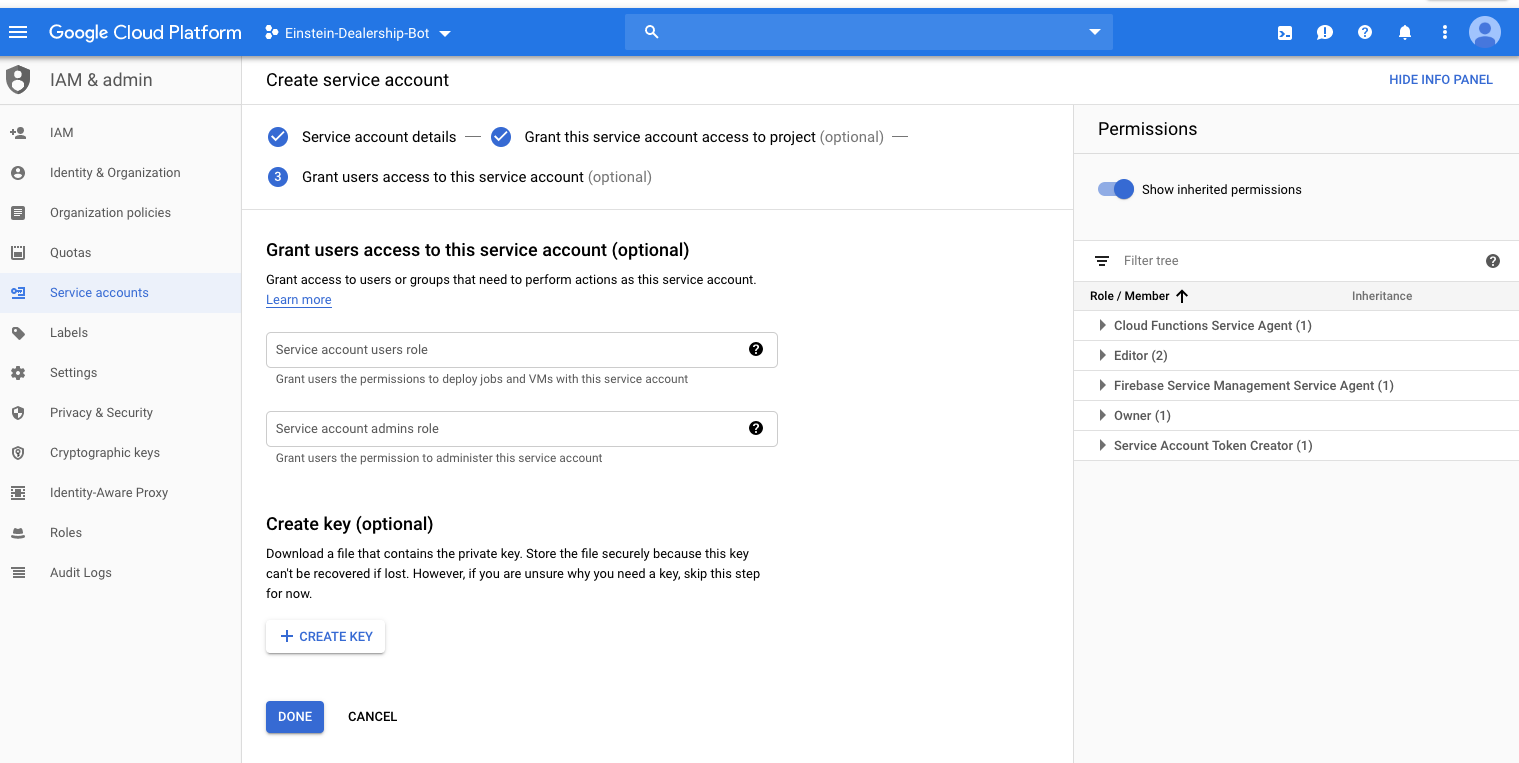 Google Cloud Platform
Einstein-Dealership-Bot
IAM & admin
Create service account
HIDE INFO PANEL
IAM
Identity & Organization
Organization policies
Quotas
Service accounts
Labels
Settings
Privacy & Security
Cryptographic keys
Identity-Aware Proxy
Roles
Audit Logs
Service account details — Grant this service account access to project (optional) —
3 Grant users access to this service account (optional)
Grant users access to this service account (optional)
Grant access to users or groups that need to perform actions as this service account.
Learn more
Service account users role
Grant users the permissions to deploy jobs and VMs with this service account
Service account admins role
Grant users the permission to administer this service account
Create key (optional)
Download a file that contains the private key. Store the file securely because this key
can't be recovered if lost. However, if you are unsure why you need a key, skip this step
for now.
+ CREATE KEY
DONE CANCEL
Permissions
Show inherited permissions
Filter tree
Role / Member Inheritance
Cloud Functions Service Agent (1)
Editor (2)
Firebase Service Management Service Agent (1)
Owner (1)
Service Account Token Creator (1)